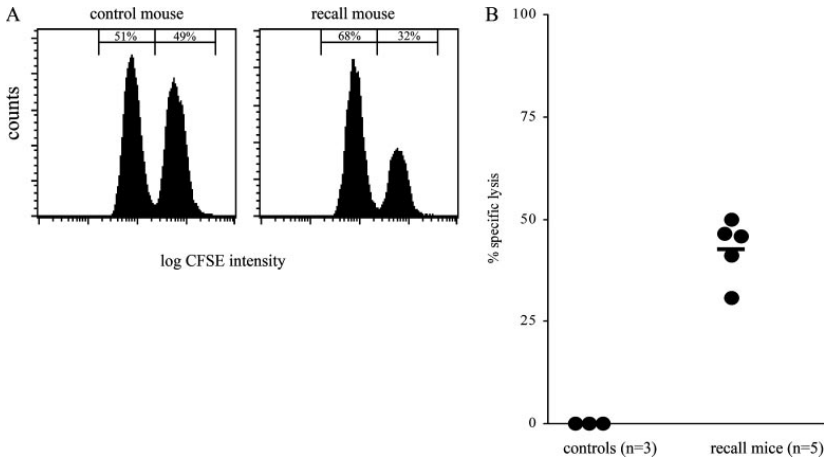 A
control mouse
recall mouse
51% 49%
68% 32%
counts
log CFSE intensity
B
100
75
50
25
0
% specific lysis
controls (n=3)
recall mice (n=5)